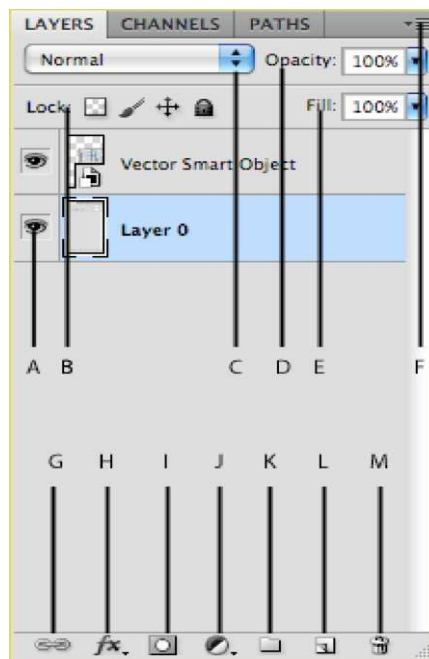 LAYERS CHANNELS PATHS
Normal Opacity: 100%
Lock: Fill: 100%
Vector Smart Object
Layer 0
A B C D E F
G H I J K L M
fx.